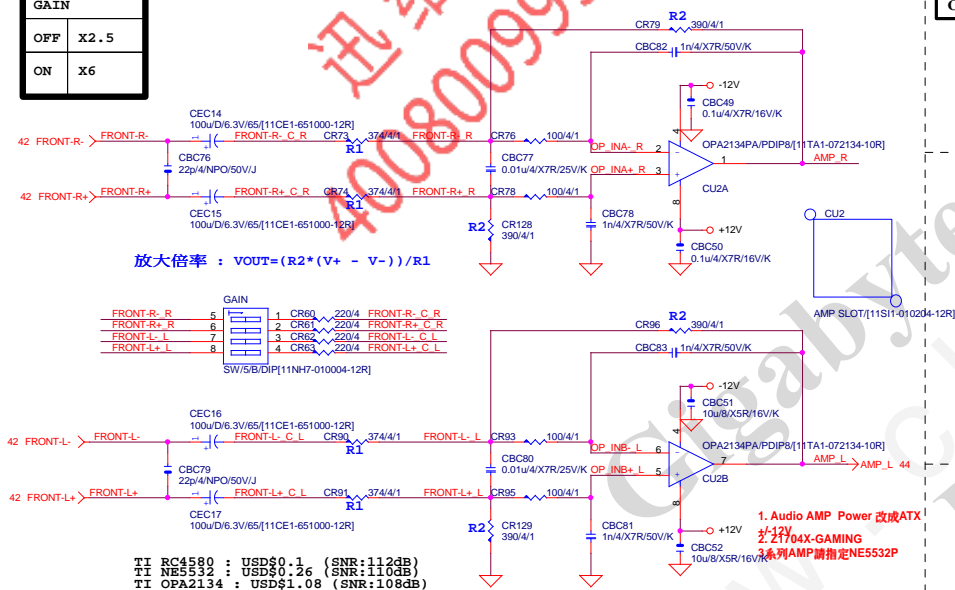 GAIN
OFF X2.5
ON X6
迅
40080099
CR79
R2
390/4/1
CBC82 1n/4/X7R/50V/K
-12V
CBC49
0.1u/4/X7R/16V/K
CEC14
100u/D/6.3V/65/[11CE1-651000-12R]
42 FRONT-R-
FRONT-R-
FRONT-R-_C_R
CR73 374/4/1
R1
FRONT-R-_R
CR76 100/4/1
OP_INA-_R
OPA2134PA/PDIP8/[11TA1-072134-10R]
4
2
3
8
1
AMP_R
CU2A
CBC76
22p/4/NPO/50V/J
CBC77
0.01u/4/X7R/25V/K
OP_INA+_R
42 FRONT-R+
FRONT-R+
FRONT-R+_C_R
CR74 374/4/1
R1
FRONT-R+_R
CR78 100/4/1
CEC15
100u/D/6.3V/65/[11CE1-651000-12R]
R2
CR128
390/4/1
CBC78
1n/4/X7R/50V/K
+12V
CBC50
0.1u/4/X7R/16V/K
CU2
AMP SLOT/[11SI1-010204-12R]
放大倍率 : VOUT=(R2*(V+ - V-))/R1
GAIN
FRONT-R-_R 5 1 CR60 220/4 FRONT-R-_C_R
FRONT-R+_R 6 2 CR61 220/4 FRONT-R+_C_R
FRONT-L-_L 7 3 CR62 220/4 FRONT-L-_C_L
FRONT-L+_L 8 4 CR63 220/4 FRONT-L+_C_L
SW/5/B/DIP[11NH7-010004-12R]
R2
CR96 390/4/1
CBC83 1n/4/X7R/50V/K
-12V
CBC51
10u/8/X5R/16V/K
CEC16
100u/D/6.3V/65/[11CE1-651000-12R]
42 FRONT-L-
FRONT-L-
FRONT-L-_C_L
CR90 374/4/1
R1
FRONT-L-_L
CR93 100/4/1
OP_INB-_L
OPA2134PA/PDIP8/[11TA1-072134-10R]
4
6
5
8
7
AMP_L
AMP_L 44
CU2B
CBC79
22p/4/NPO/50V/J
CBC80
0.01u/4/X7R/25V/K
OP_INB+_L
42 FRONT-L+
FRONT-L+
FRONT-L+_C_L
CR91 374/4/1
R1
FRONT-L+_L
CR95 100/4/1
CEC17
100u/D/6.3V/65/[11CE1-651000-12R]
R2
CR129
390/4/1
CBC81
1n/4/X7R/50V/K
+12V
CBC52
10u/8/X5R/16V/K
1. Audio AMP Power 改成ATX
+/-12V
2. Z1704X-GAMING
3系列AMP請指定NE5532P
TI RC4580 : USD$0.1 (SNR:112dB)
TI NE5532 : USD$0.26 (SNR:110dB)
TI OPA2134 : USD$1.08 (SNR:108dB)
Gigabyte